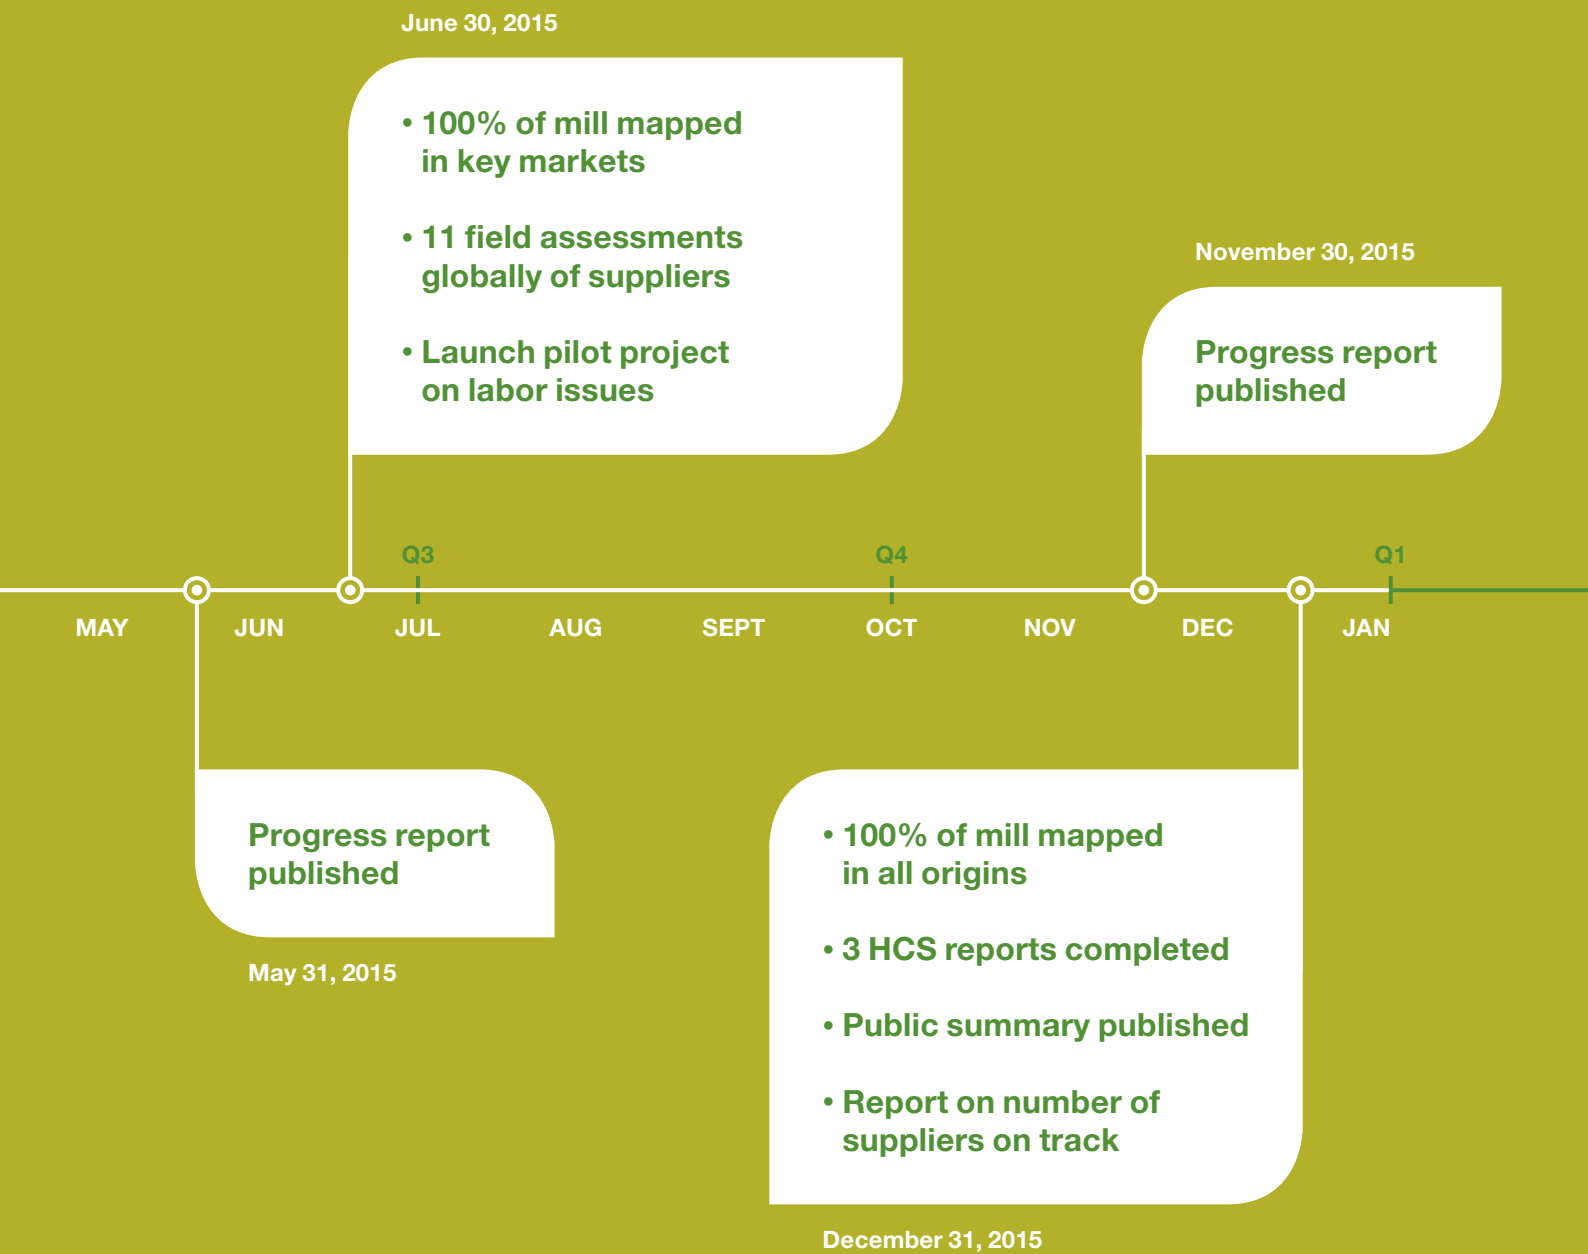 June 30, 2015
• 100% of mill mapped
in key markets
• 11 field assessments
globally of suppliers
• Launch pilot project
on labor issues
November 30, 2015
Progress report
published
Q3
Q4
Q1
MAY
JUN
JUL
AUG
SEPT
OCT
NOV
DEC
JAN
Progress report
published
May 31, 2015
• 100% of mill mapped
in all origins
• 3 HCS reports completed
• Public summary published
• Report on number of
suppliers on track
December 31, 2015